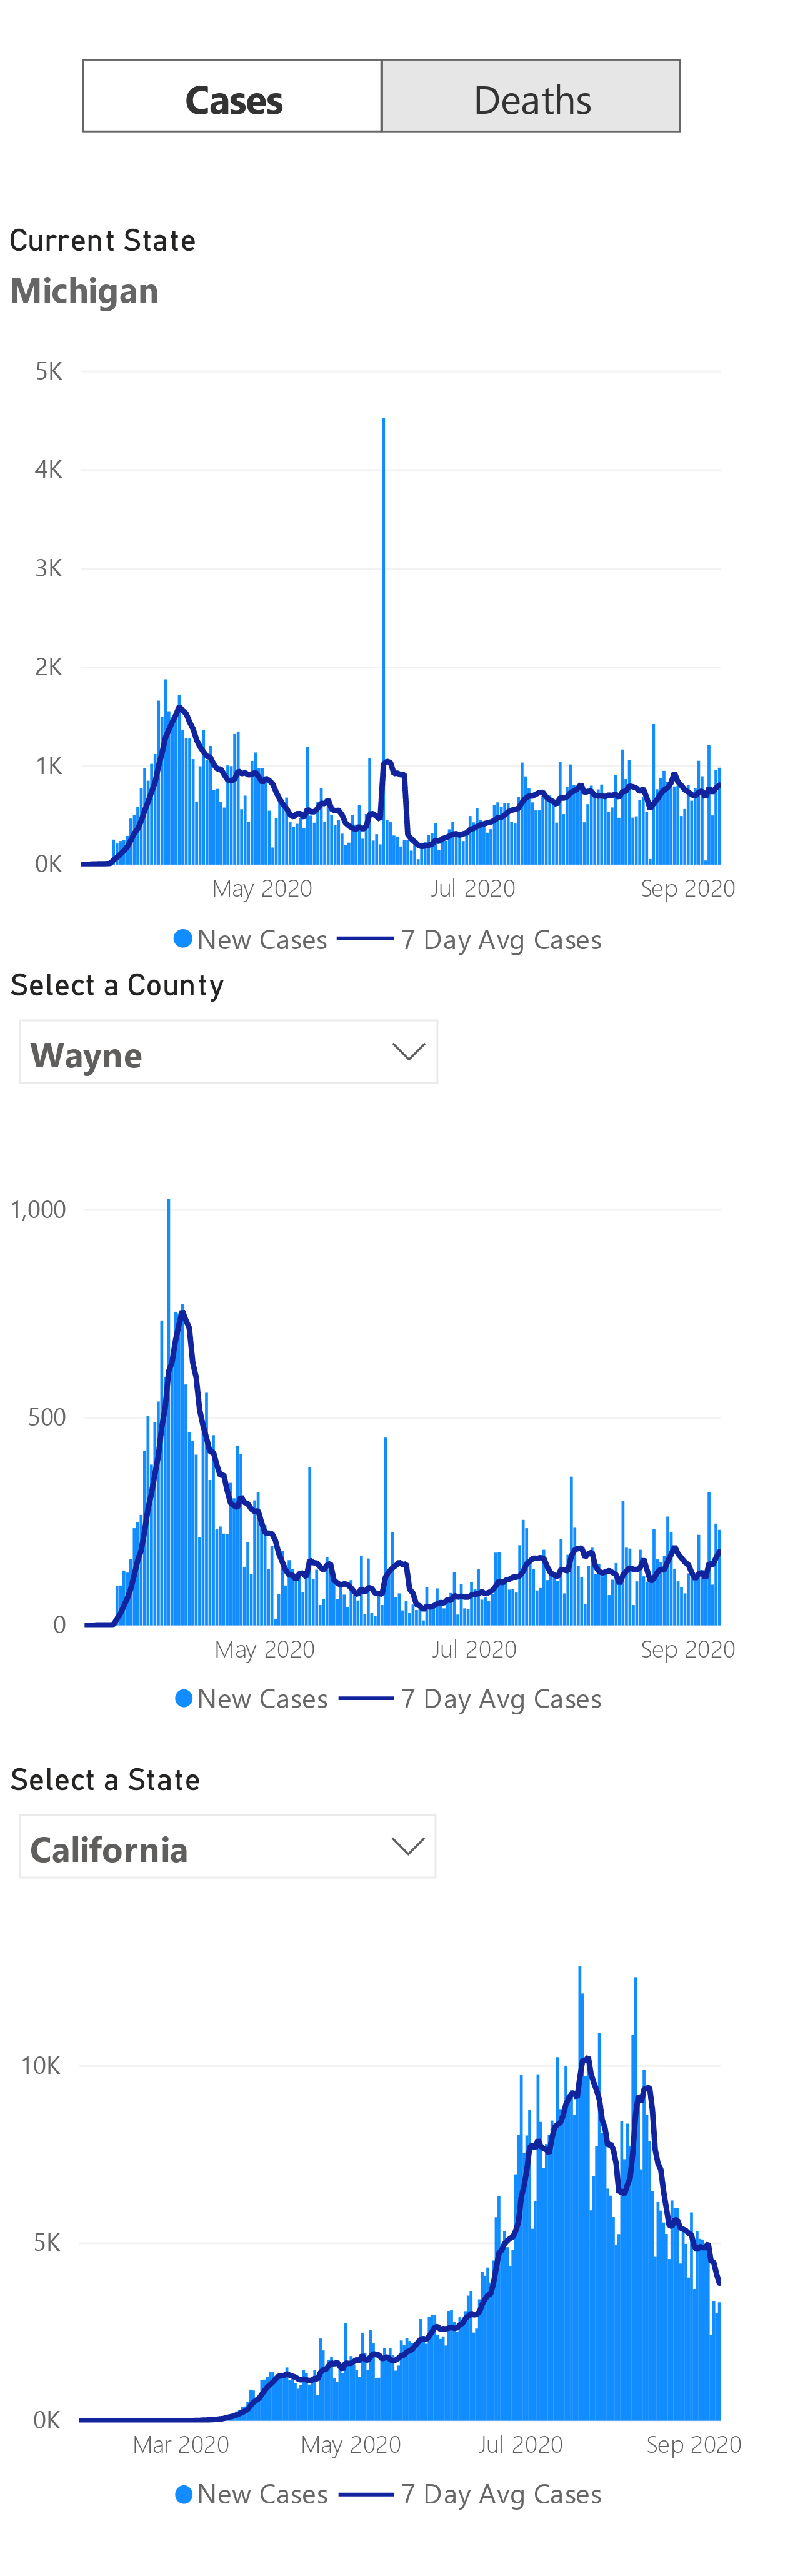 Cases Deaths
Current State
Michigan
5K
4K
3K
2K
1K
0K
May 2020 Jul 2020 Sep 2020
New Cases 7 Day Avg Cases
Select a County
Wayne
1,000
500
0
May 2020 Jul 2020 Sep 2020
New Cases 7 Day Avg Cases
Select a State
California
10K
5K
0K
Mar 2020 May 2020 Jul 2020 Sep 2020
New Cases 7 Day Avg Cases